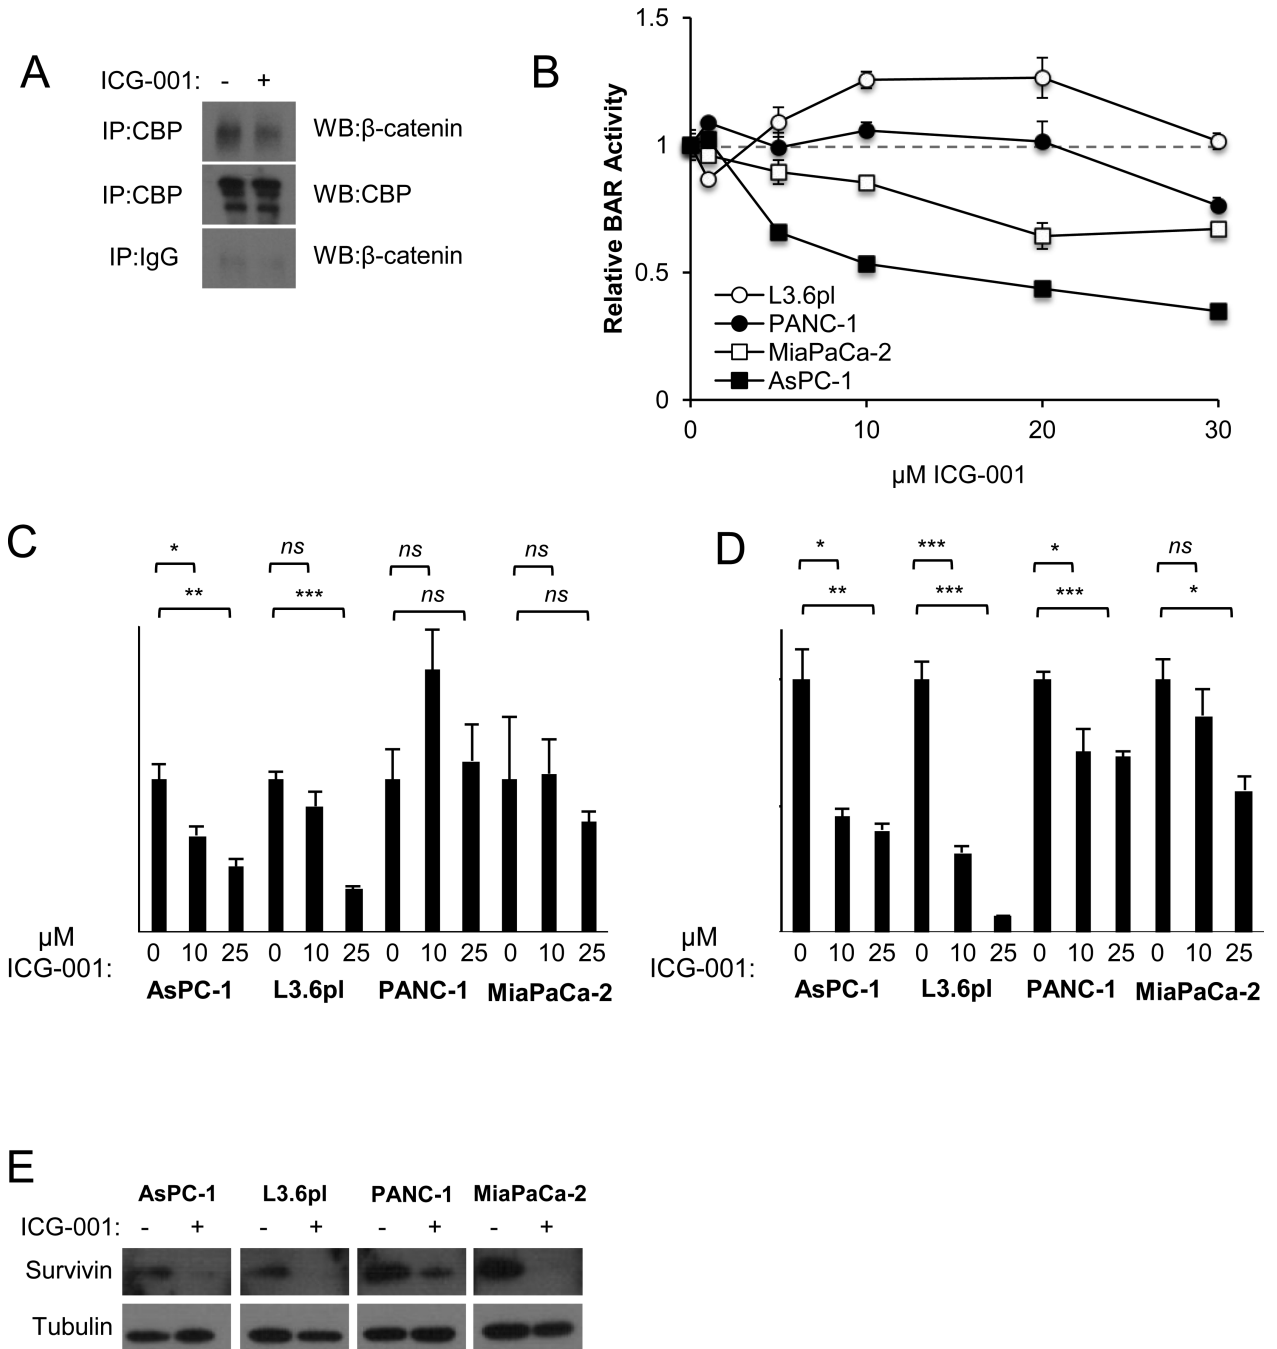 A
ICG-001: - +
IP:CBP WB:β-catenin
IP:CBP WB:CBP
IP:IgG WB:β-catenin
B
Relative BAR Activity
1.5
1
0.5
0
L3.6pl
PANC-1
MiaPaCa-2
AsPC-1
0 10 20 30
µM ICG-001
C
* ns ns ns
** *** ns ns
µM
ICG-001:
0 10 25 0 10 25 0 10 25 0 10 25
AsPC-1 L3.6pl PANC-1 MiaPaCa-2
D
* *** * ns
** *** *** *
µM
ICG-001:
0 10 25 0 10 25 0 10 25 0 10 25
AsPC-1 L3.6pl PANC-1 MiaPaCa-2
E
AsPC-1 L3.6pl PANC-1 MiaPaCa-2
ICG-001: - + - + - + - +
Survivin
Tubulin